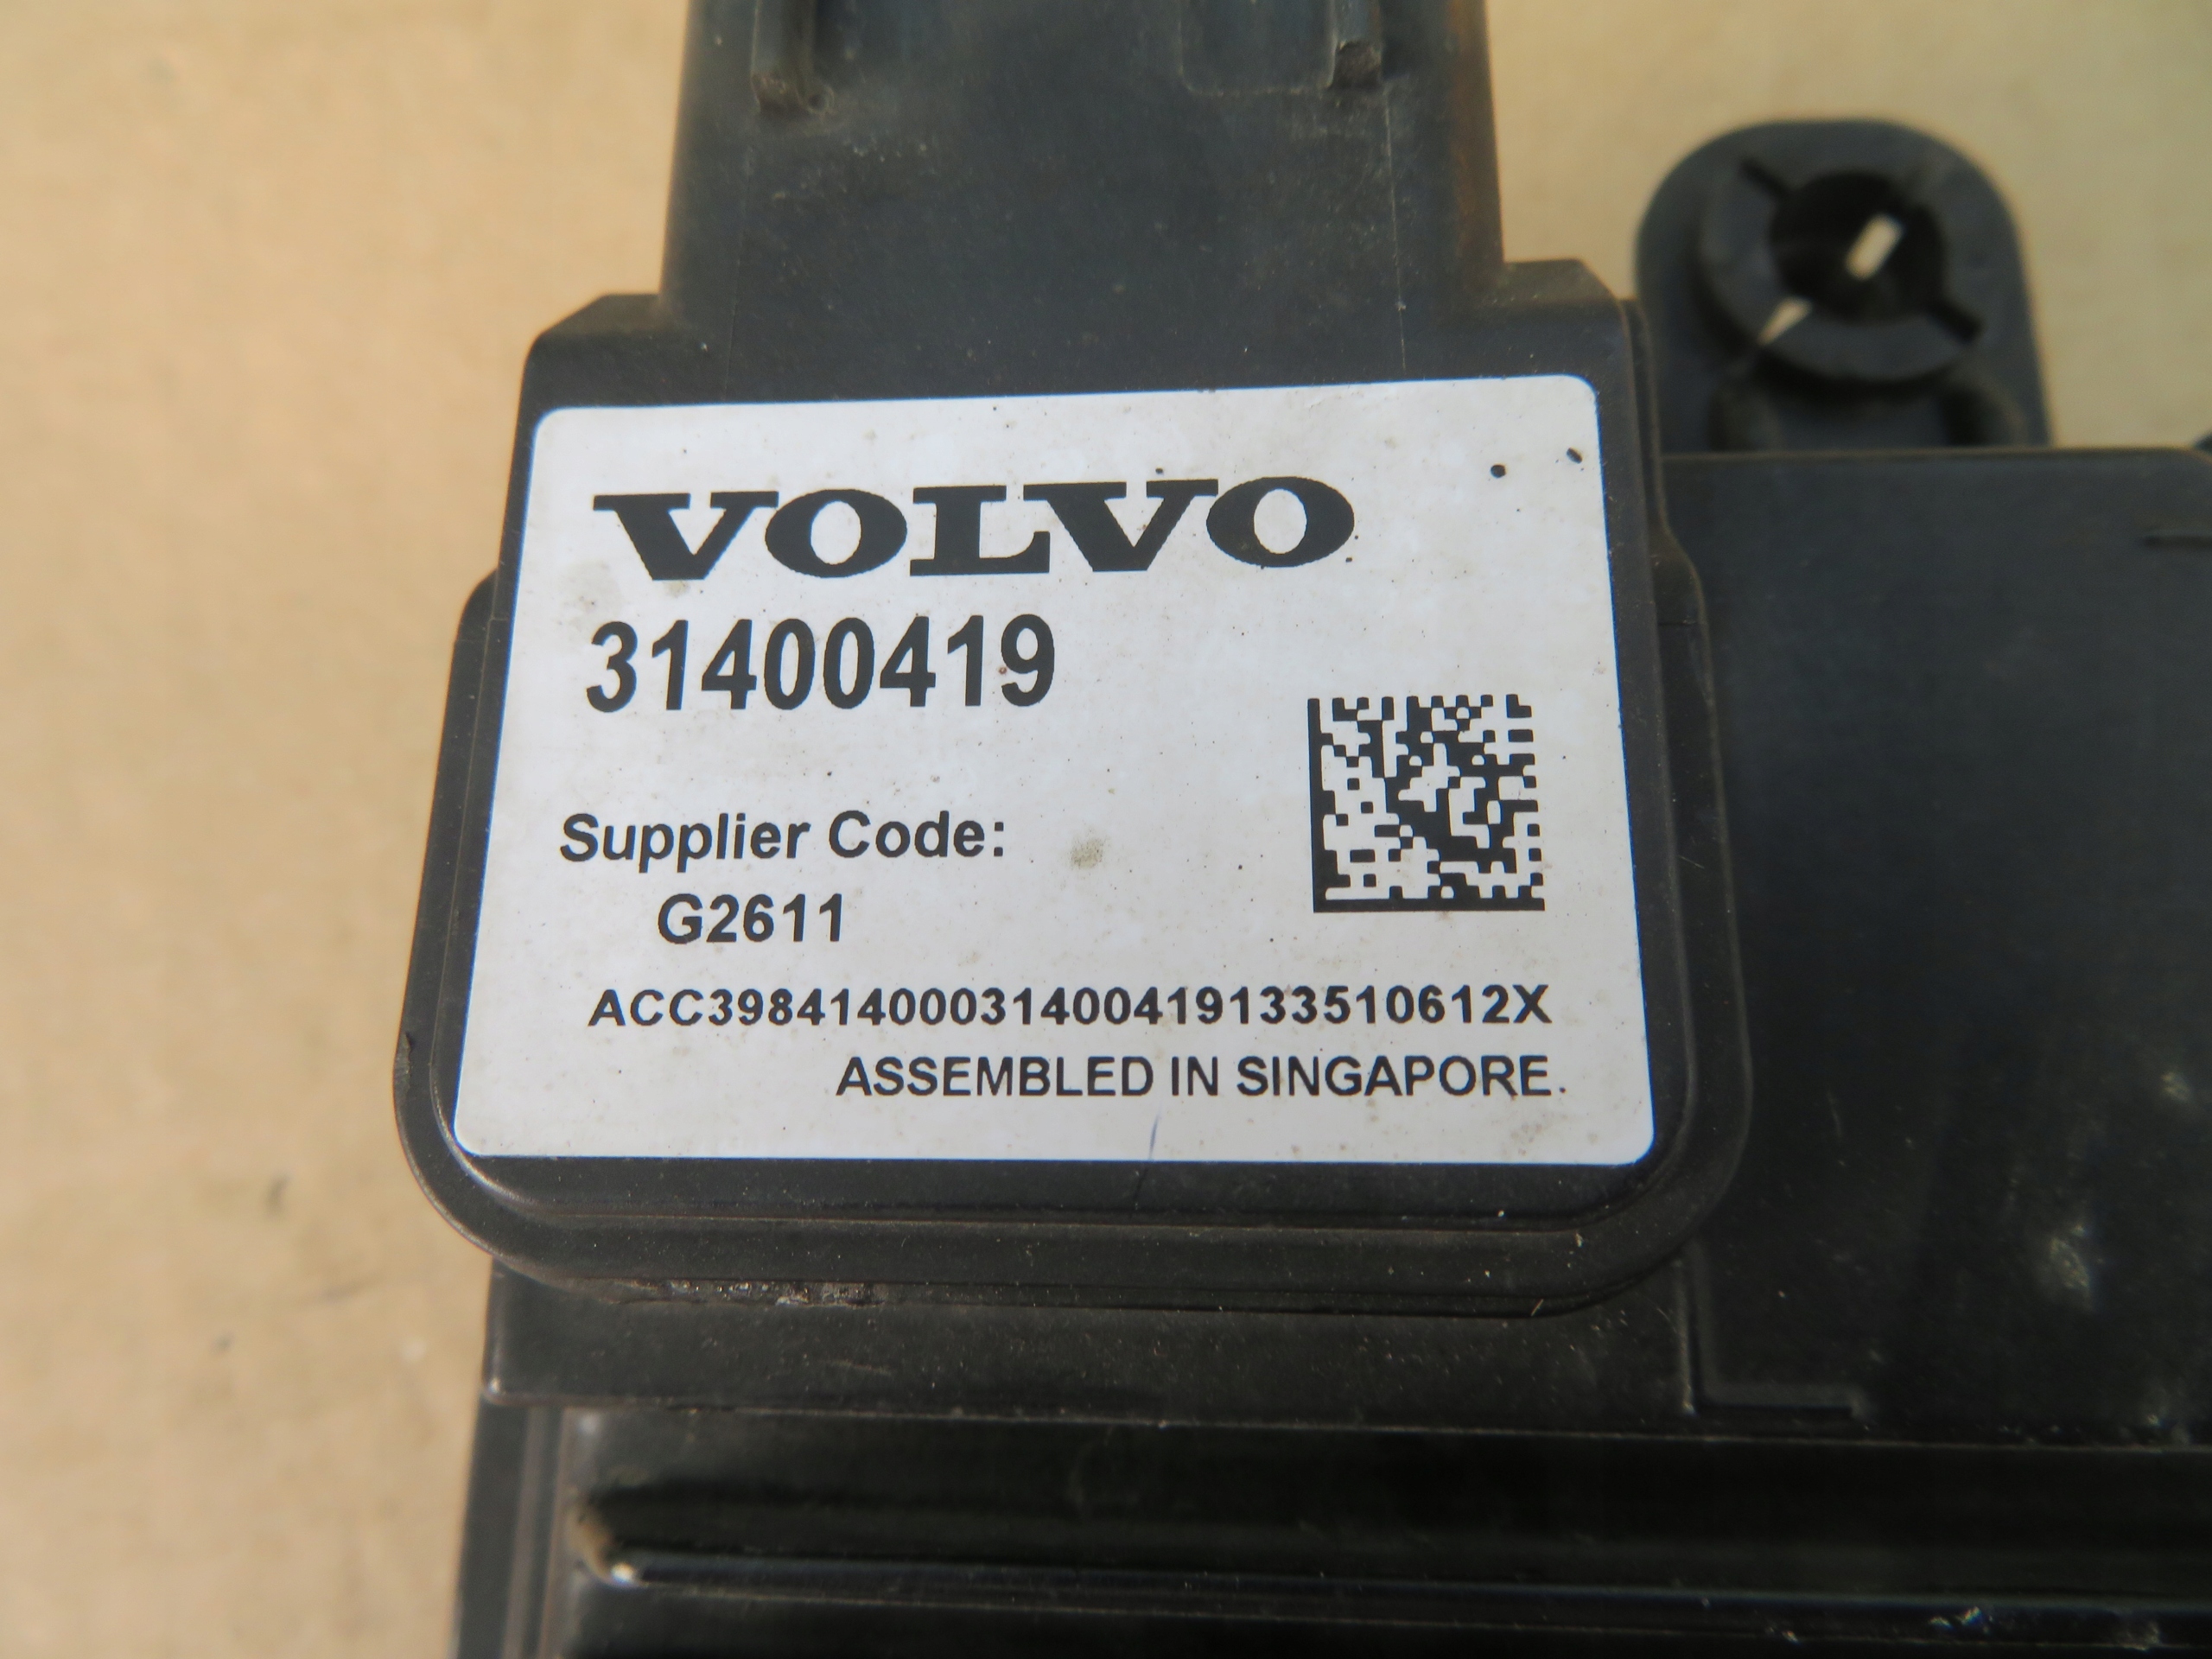 VOLVO
31400419
Supplier Code:
G2611
ACC39841400031400419133510612X
ASSEMBLED IN SINGAPORE.